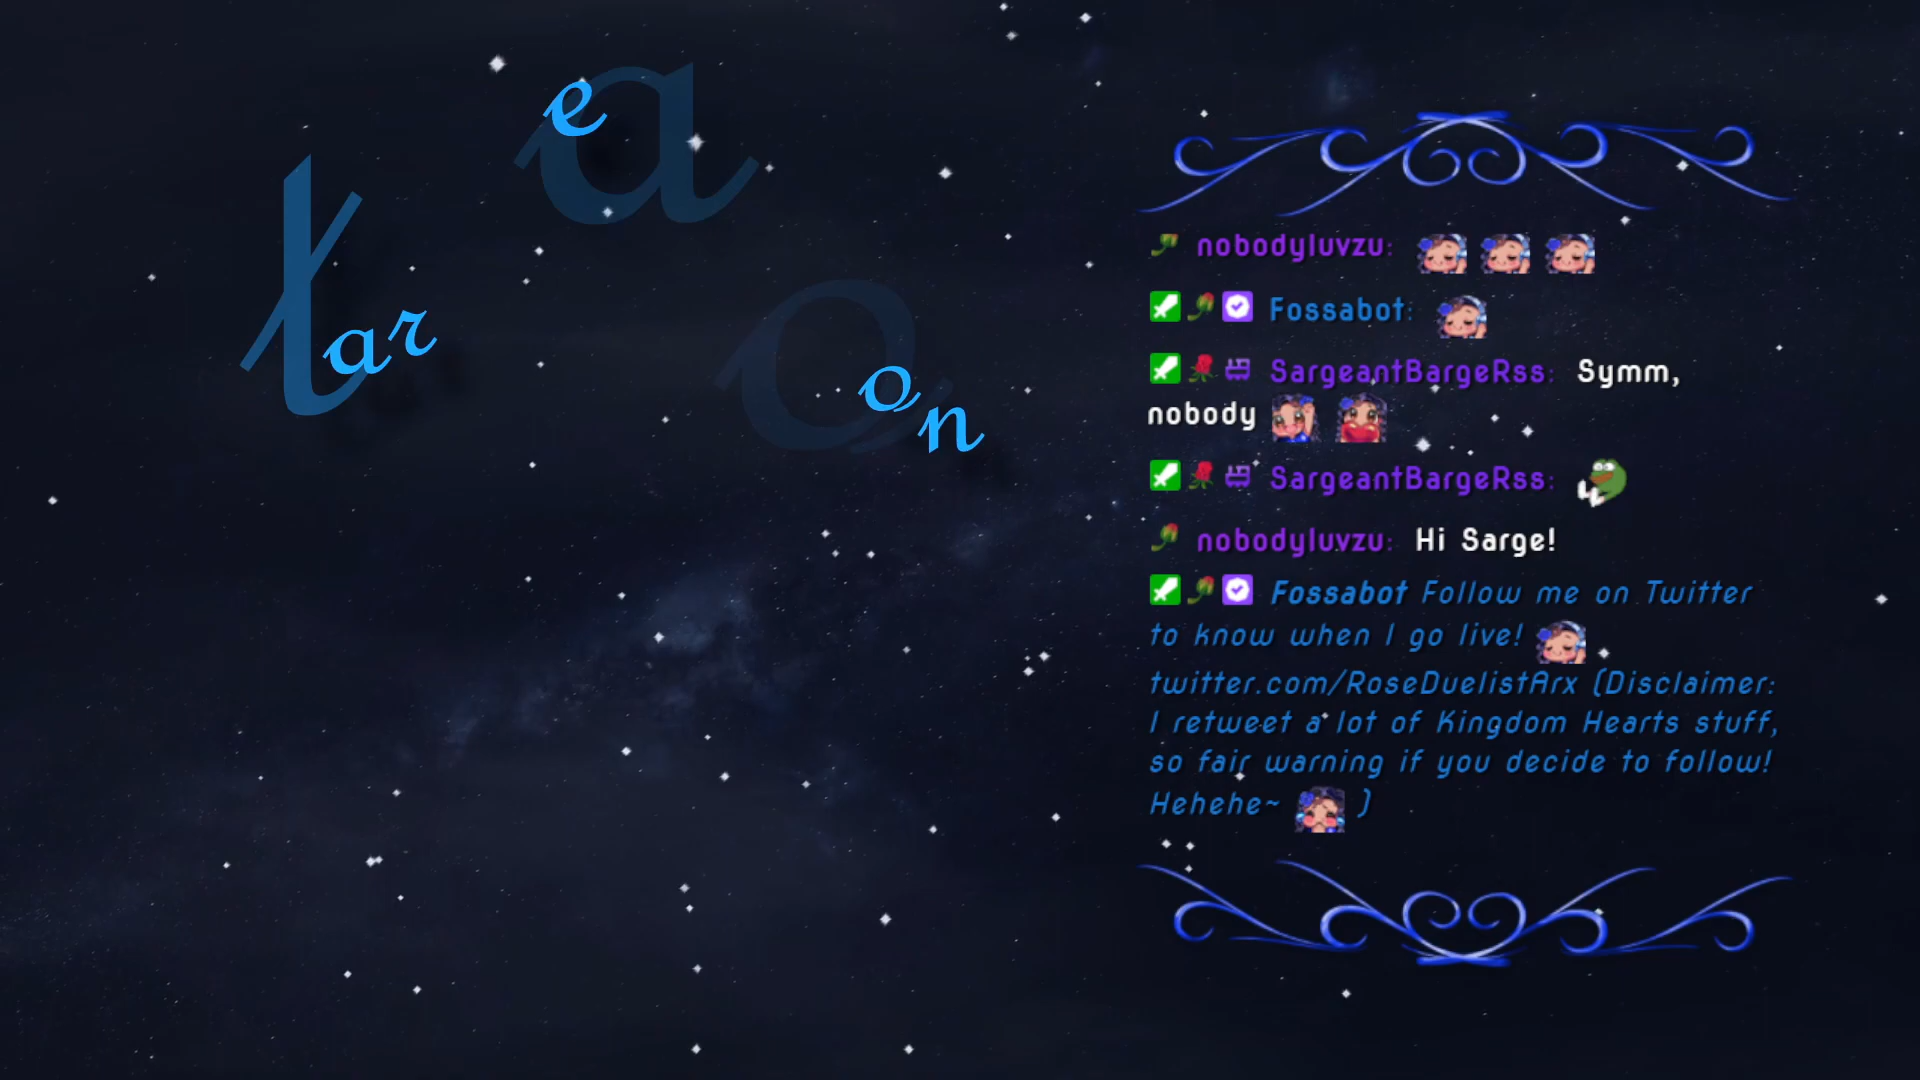 e a
t a r
o o n
nobodyluvzu:
Fossabot:
SargeantBargeRss: Symm,
nobody
SargeantBargeRss:
nobodyluvzu: Hi Sarge!
Fossabot Follow me on Twitter
to know when I go live!
twitter.com/RoseDuelistArx (Disclaimer:
I retweet a lot of Kingdom Hearts stuff,
so fair warning if you decide to follow!
Hehehe~ )